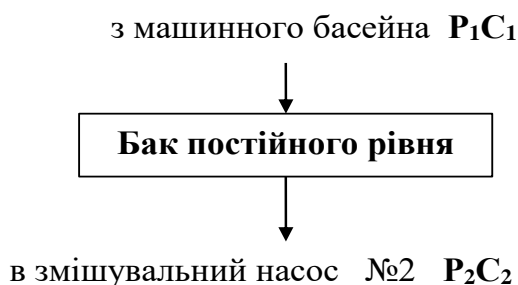 з машинного басейна P₁C₁
Бак постійного рівня
в змішувальний насос №2 P₂C₂